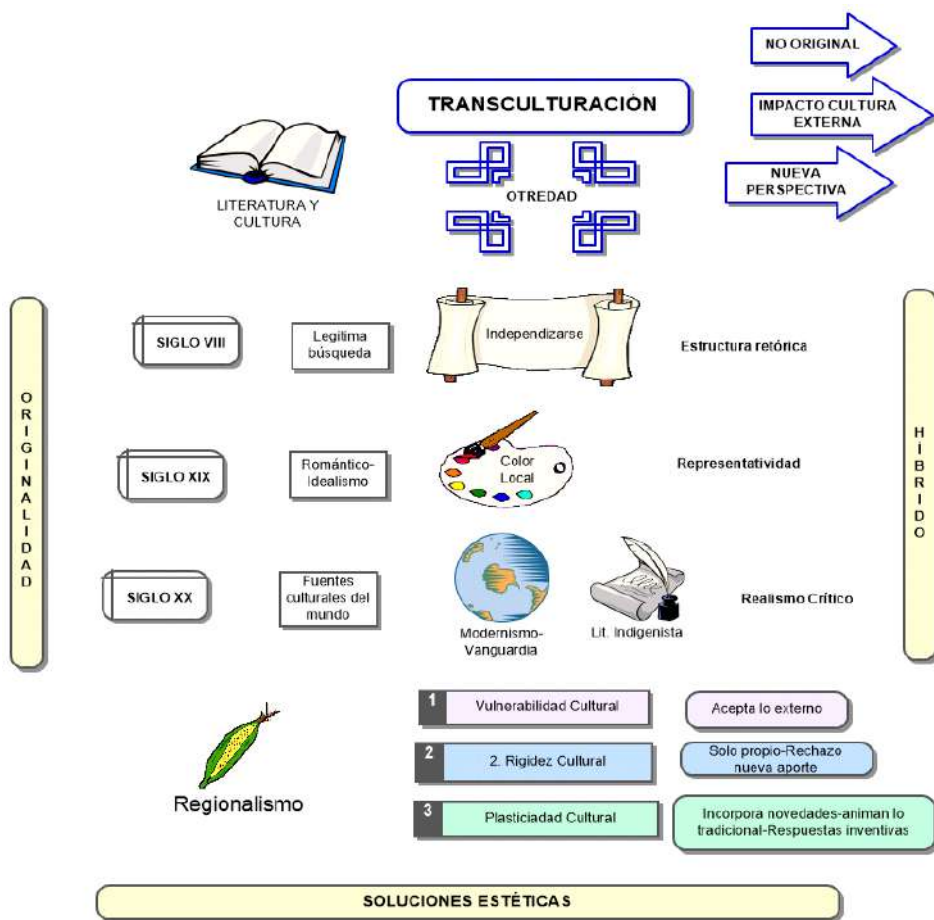 NO ORIGINAL
TRANSCULTURACIÓN
IMPACTO CULTURA
EXTERNA
NUEVA
PERSPECTIVA
OTREDAD
LITERATURA Y
CULTURA
ORIGINALIDAD
HÍBRIDO
SIGLO VIII
Legítima
búsqueda
Independizarse
Estructura retórica
SIGLO XIX
Romántico-
Idealismo
Color
Local
Representatividad
SIGLO XX
Fuentes
culturales del
mundo
Modernismo-
Vanguardia
Lit. Indigenista
Realismo Crítico
Regionalismo
1
Vulnerabilidad Cultural
Acepta lo externo
2
2. Rigidez Cultural
Solo propio-Rechazo
nueva aporte
3
Plasticiadad Cultural
Incorpora novedades-animan lo
tradicional-Respuestas inventivas
SOLUCIONES ESTÉTICAS